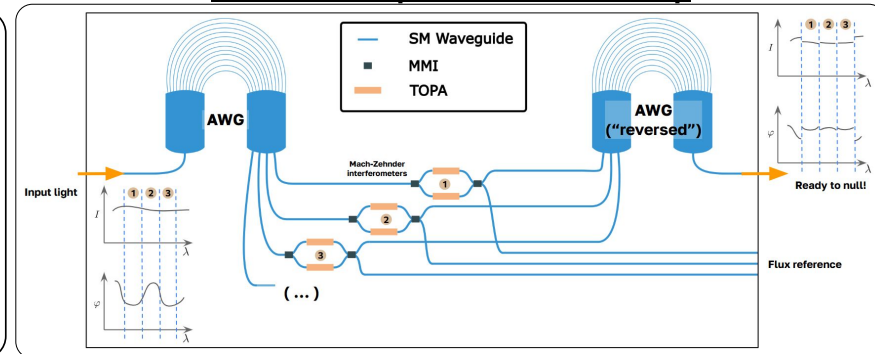 SM Waveguide
MMI
TOPA
AWG
AWG
("reversed")
1 2 3
I
λ
φ
λ
Ready to null!
Mach-Zehnder
interferometers
1
2
3
Input light
1 2 3
I
λ
φ
λ
( ... )
Flux reference